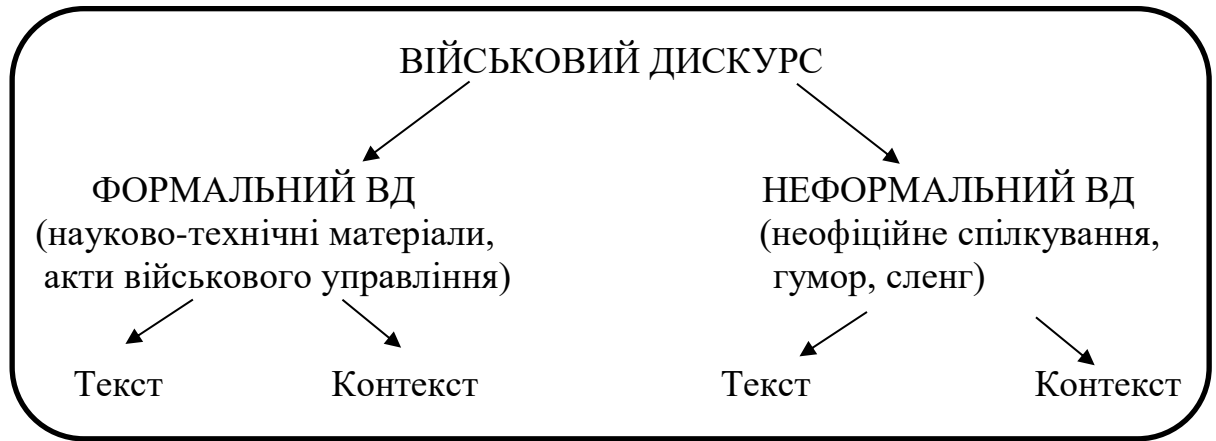 ВІЙСЬКОВИЙ ДИСКУРС
ФОРМАЛЬНИЙ ВД
(науково-технічні матеріали,
акти військового управління)
НЕФОРМАЛЬНИЙ ВД
(неофіційне спілкування,
гумор, сленг)
Текст
Контекст
Текст
Контекст